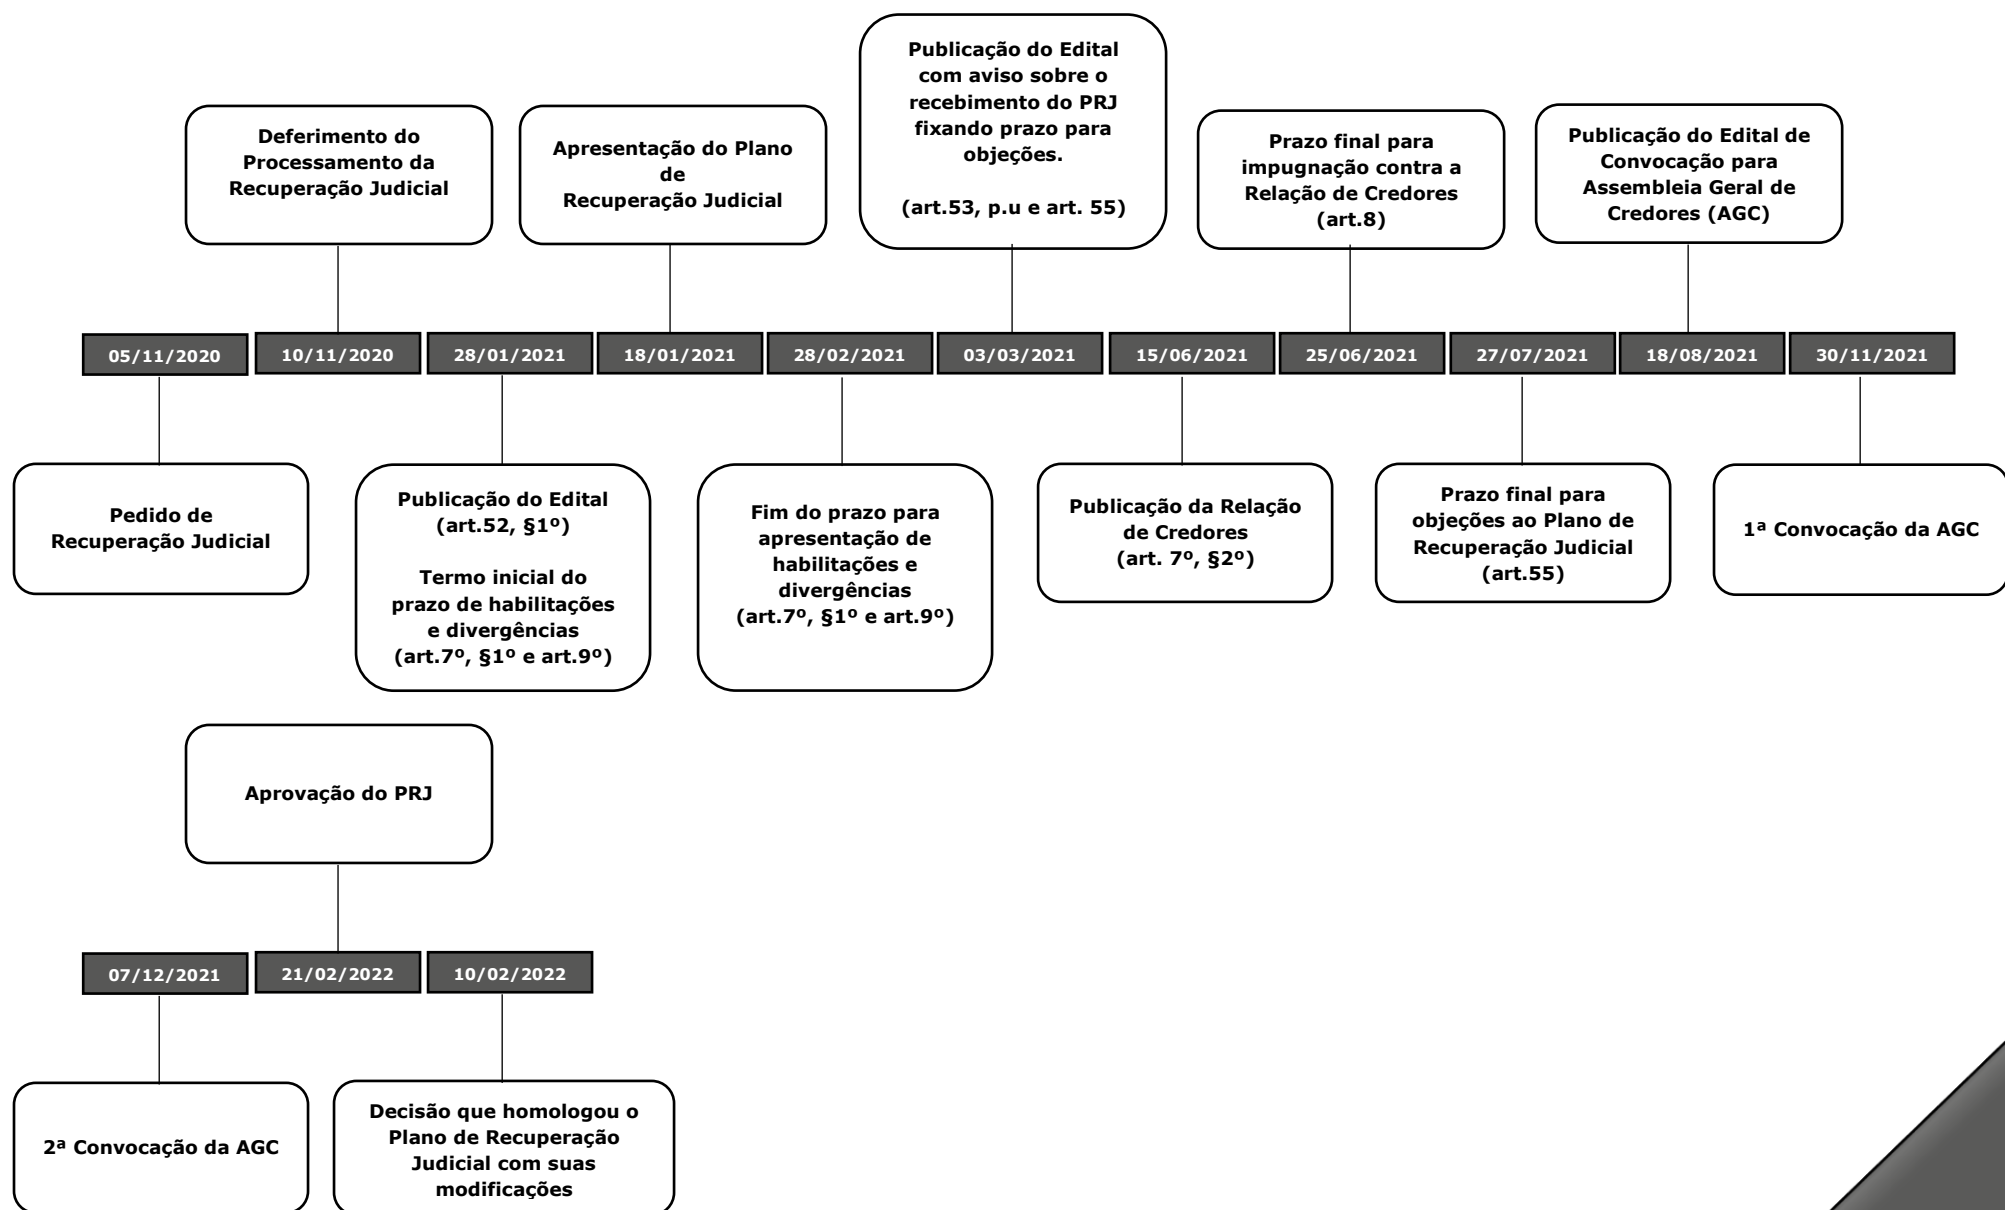 Publicação do Edital
com aviso sobre o
recebimento do PRJ
fixando prazo para
objeções.
(art.53, p.u e art. 55)
Deferimento do
Processamento da
Recuperação Judicial
Apresentação do Plano
de
Recuperação Judicial
Prazo final para
impugnação contra a
Relação de Credores
(art.8)
Publicação do Edital de
Convocação para
Assembleia Geral de
Credores (AGC)
05/11/2020
10/11/2020
28/01/2021
18/01/2021
28/02/2021
03/03/2021
15/06/2021
25/06/2021
27/07/2021
18/08/2021
30/11/2021
Pedido de
Recuperação Judicial
Publicação do Edital
(art.52, §1º)
Termo inicial do
prazo de habilitações
e divergências
(art.7º, §1º e art.9º)
Fim do prazo para
apresentação de
habilitações e
divergências
(art.7º, §1º e art.9º)
Publicação da Relação
de Credores
(art. 7º, §2º)
Prazo final para
objeções ao Plano de
Recuperação Judicial
(art.55)
1ª Convocação da AGC
Aprovação do PRJ
07/12/2021
21/02/2022
10/02/2022
2ª Convocação da AGC
Decisão que homologou o
Plano de Recuperação
Judicial com suas
modificações